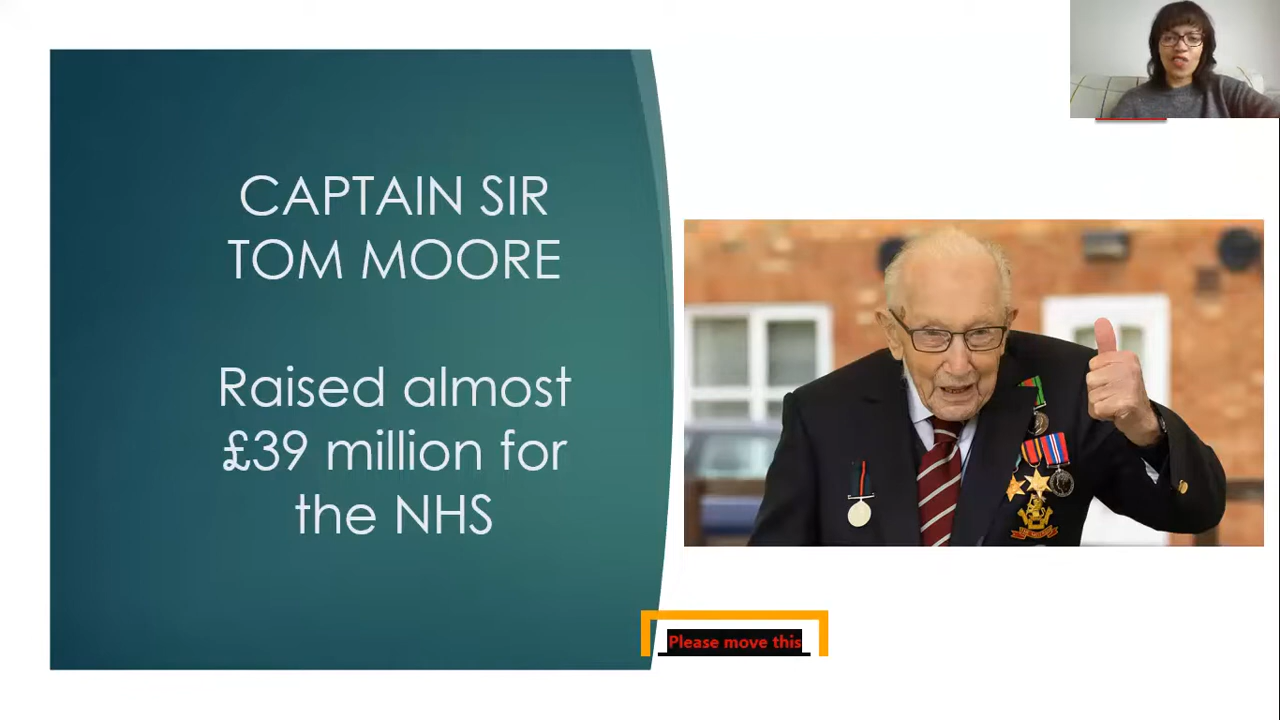 CAPTAIN SIR
TOM MOORE
Raised almost
£39 million for
the NHS
Please move this